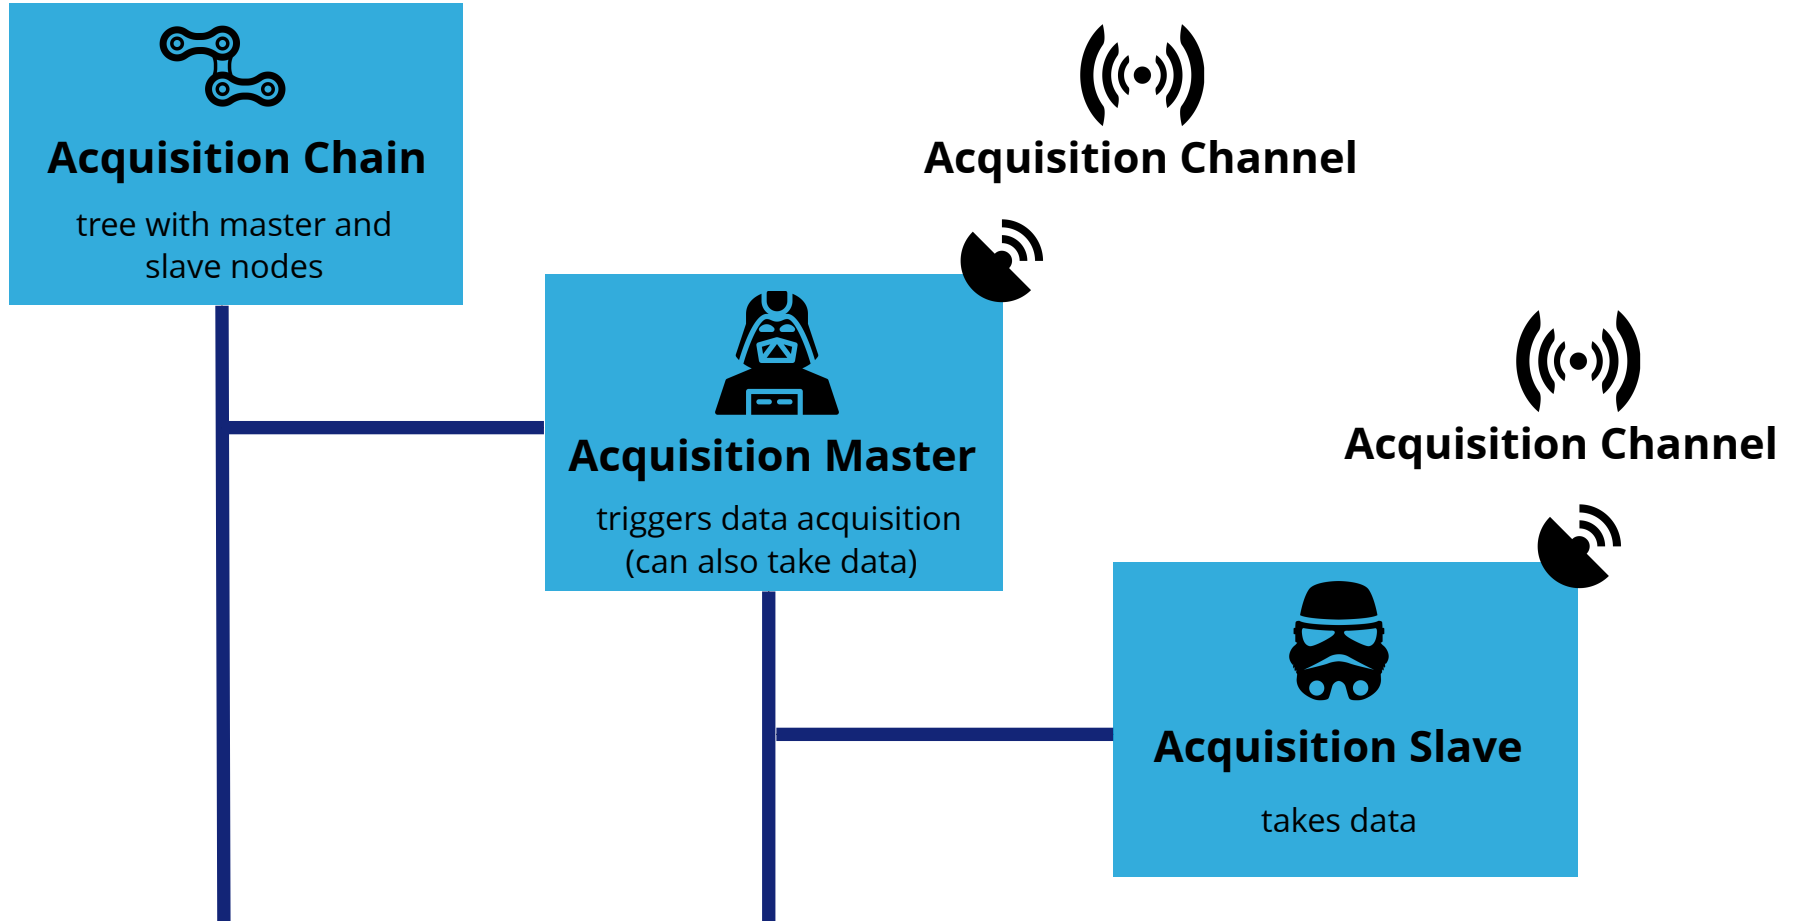 Acquisition Chain
tree with master and
slave nodes
Acquisition Channel
Acquisition Master
triggers data acquisition
(can also take data)
Acquisition Channel
Acquisition Slave
takes data